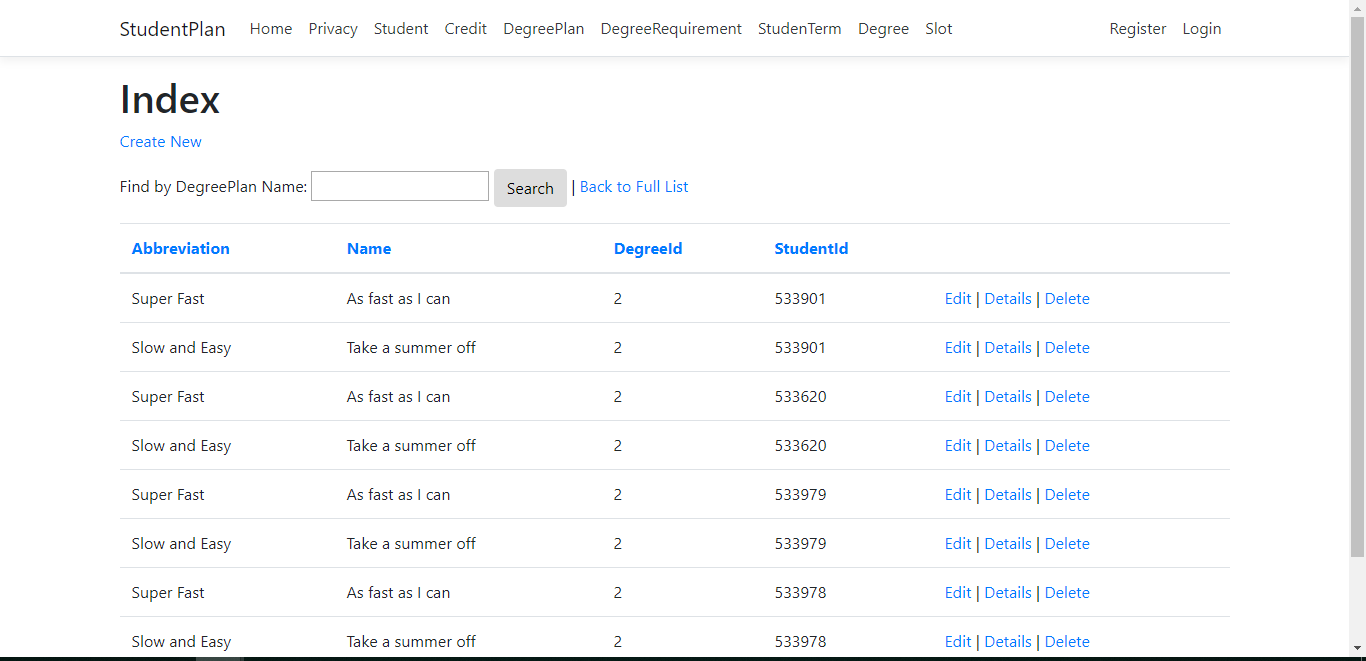 StudentPlan Home Privacy Student Credit DegreePlan DegreeRequirement StudenTerm Degree Slot Register Login
Index
Create New
Find by DegreePlan Name: Search | Back to Full List
Abbreviation Name DegreeId StudentId
Super Fast As fast as I can 2 533901 Edit | Details | Delete
Slow and Easy Take a summer off 2 533901 Edit | Details | Delete
Super Fast As fast as I can 2 533620 Edit | Details | Delete
Slow and Easy Take a summer off 2 533620 Edit | Details | Delete
Super Fast As fast as I can 2 533979 Edit | Details | Delete
Slow and Easy Take a summer off 2 533979 Edit | Details | Delete
Super Fast As fast as I can 2 533978 Edit | Details | Delete
Slow and Easy Take a summer off 2 533978 Edit | Details | Delete